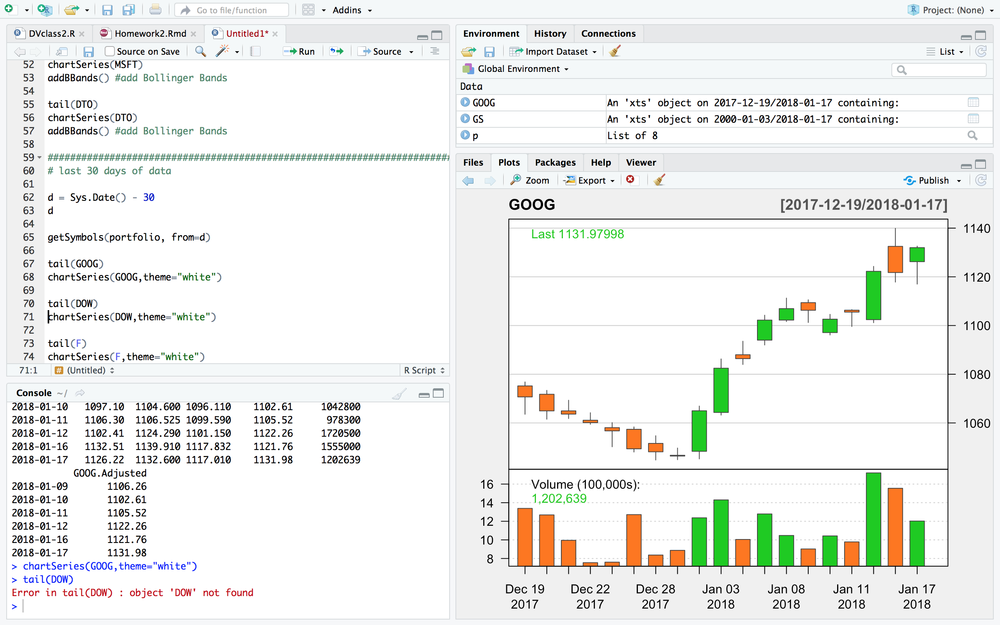 Go to file/function
Addins
Project: (None)
DVclass2.R
Homework2.Rmd
Untitled1*
Source on Save
Run
Source
52 chartSeries(MSFT)
53 addBBands() #add Bollinger Bands
54
55 tail(DTO)
56 chartSeries(DTO)
57 addBBands() #add Bollinger Bands
58
59 ########################################################################
60 # last 30 days of data
61
62 d = Sys.Date() - 30
63 d
64
65 getSymbols(portfolio, from=d)
66
67 tail(GOOG)
68 chartSeries(GOOG,theme="white")
69
70 tail(DOW)
71 chartSeries(DOW,theme="white")
72
73 tail(F)
74 chartSeries(F,theme="white")
71:1 # (Untitled) R Script
Console ~/
2018-01-10 1097.10 1104.600 1096.110 1102.61 1042800
2018-01-11 1106.30 1106.525 1099.590 1105.52 978300
2018-01-12 1102.41 1124.290 1101.150 1122.26 1720500
2018-01-16 1132.51 1139.910 1117.832 1121.76 1555000
2018-01-17 1126.22 1132.600 1117.010 1131.98 1202639
GOOG.Adjusted
2018-01-09 1106.26
2018-01-10 1102.61
2018-01-11 1105.52
2018-01-12 1122.26
2018-01-16 1121.76
2018-01-17 1131.98
> chartSeries(GOOG,theme="white")
> tail(DOW)
Error in tail(DOW) : object 'DOW' not found
>
Environment History Connections
Import Dataset List
Global Environment
Data
GOOG An 'xts' object on 2017-12-19/2018-01-17 containing:
GS An 'xts' object on 2000-01-03/2018-01-17 containing:
p List of 8
Files Plots Packages Help Viewer
Zoom Export Publish
GOOG [2017-12-19/2018-01-17]
Last 1131.97998
1140
1120
1100
1080
1060
Volume (100,000s):
1,202,639
16
14
12
10
8
Dec 19 Dec 22 Dec 28 Jan 03 Jan 08 Jan 11 Jan 17
2017 2017 2017 2018 2018 2018 2018